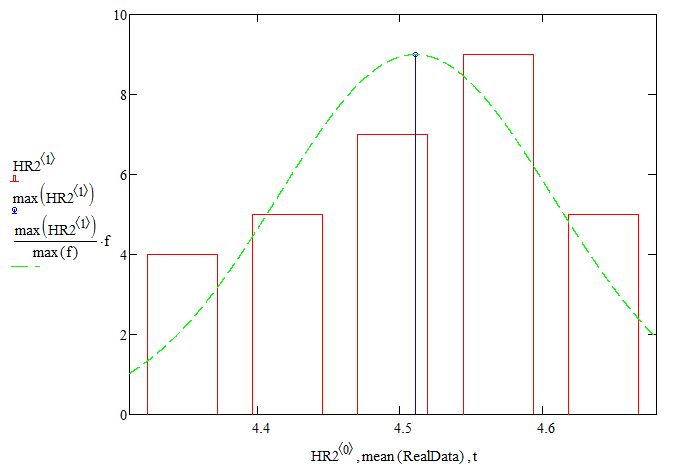 10
8
6
4
2
0
HR2⟨1⟩
max(HR2⟨1⟩)
max(HR2⟨1⟩)
max(f)
·f
4.4 4.5 4.6
HR2⟨0⟩ , mean(RealData) , t